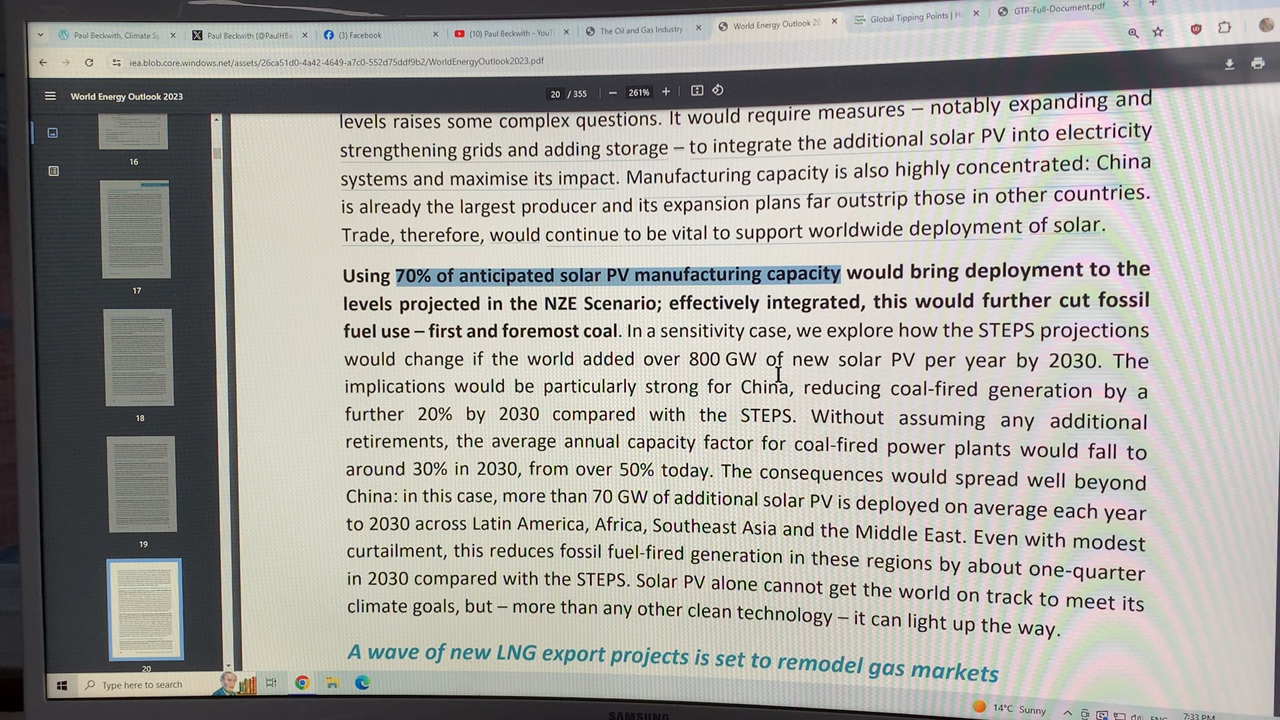 Paul Beckwith, Climate Sy
Paul Beckwith (@PaulHBe
(3) Facebook
(10) Paul Beckwith - YouT
The Oil and Gas Industry
World Energy Outlook 20
Global Tipping Points | H
GTP-Full-Document.pdf
iea.blob.core.windows.net/assets/26ca51d0-4a42-4649-a7c0-552d75ddf9b2/WorldEnergyOutlook2023.pdf
World Energy Outlook 2023
20 / 355
261%
16
17
18
19
20
levels raises some complex questions. It would require measures – notably expanding and
strengthening grids and adding storage – to integrate the additional solar PV into electricity
systems and maximise its impact. Manufacturing capacity is also highly concentrated: China
is already the largest producer and its expansion plans far outstrip those in other countries.
Trade, therefore, would continue to be vital to support worldwide deployment of solar.
Using 70% of anticipated solar PV manufacturing capacity would bring deployment to the
levels projected in the NZE Scenario; effectively integrated, this would further cut fossil
fuel use – first and foremost coal. In a sensitivity case, we explore how the STEPS projections
would change if the world added over 800 GW of new solar PV per year by 2030. The
implications would be particularly strong for China, reducing coal-fired generation by a
further 20% by 2030 compared with the STEPS. Without assuming any additional
retirements, the average annual capacity factor for coal-fired power plants would fall to
around 30% in 2030, from over 50% today. The consequences would spread well beyond
China: in this case, more than 70 GW of additional solar PV is deployed on average each year
to 2030 across Latin America, Africa, Southeast Asia and the Middle East. Even with modest
curtailment, this reduces fossil fuel-fired generation in these regions by about one-quarter
in 2030 compared with the STEPS. Solar PV alone cannot get the world on track to meet its
climate goals, but – more than any other clean technology – it can light up the way.
A wave of new LNG export projects is set to remodel gas markets
Type here to search
14°C Sunny
7:33 PM
SAMSUNG